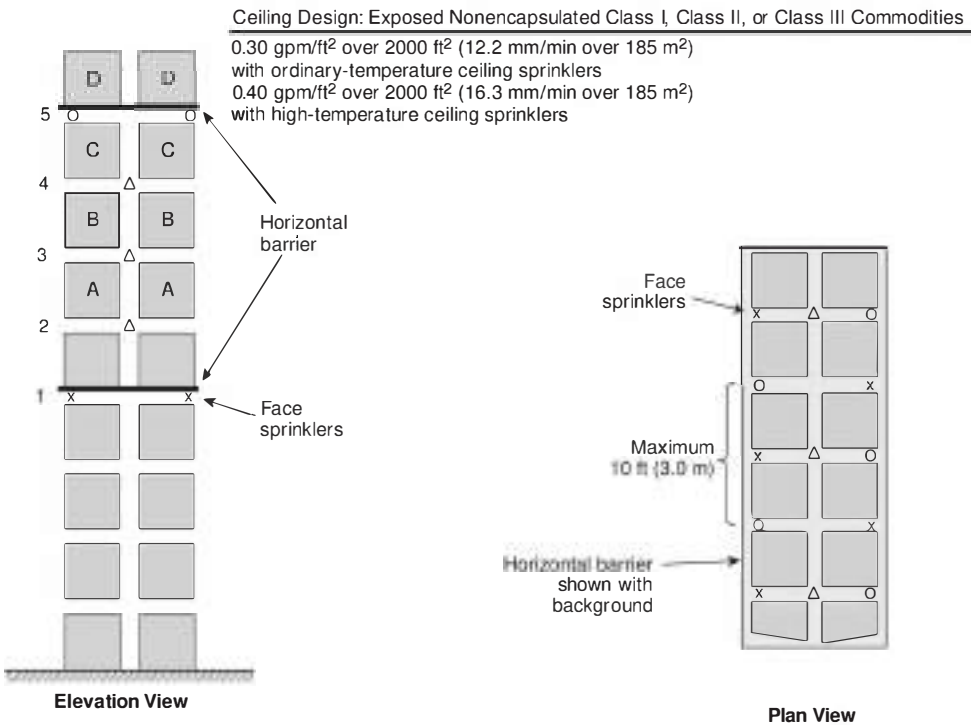 Ceiling Design: Exposed Nonencapsulated Class I, Class II, or Class III Commodities
0.30 gpm/ft² over 2000 ft² (12.2 mm/min over 185 m²)
with ordinary-temperature ceiling sprinklers
0.40 gpm/ft² over 2000 ft² (16.3 mm/min over 185 m²)
with high-temperature ceiling sprinklers
D D
5 O O
C C
4 Δ
B B
3 Δ
A A
2 Δ
1 x x
Horizontal
barrier
Face
sprinklers
Elevation View
Face
sprinklers
x Δ O
O x
Maximum
10 ft (3.0 m)
x Δ O
O x
Horizontal barrier
shown with
background
x Δ O
Plan View